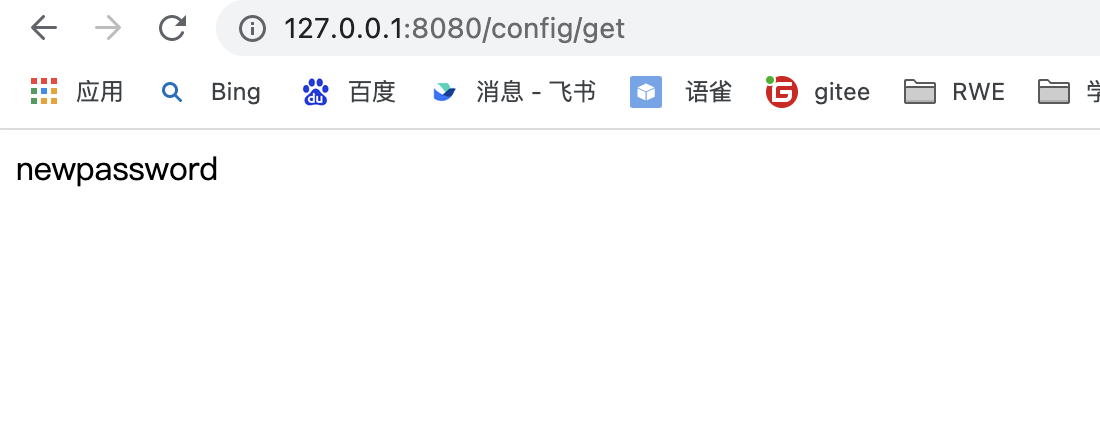 127.0.0.1:8080/config/get
应用 Bing 百度 消息 - 飞书 语雀 gitee RWE
newpassword